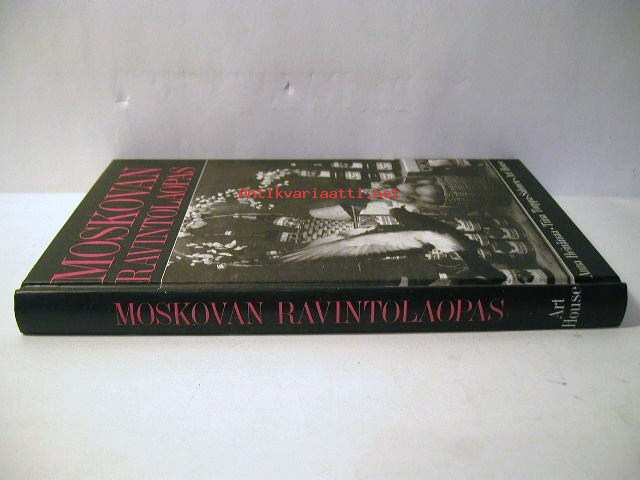 MOSKOVAN
RAVINTOLAOPAS
Antikvariaatti.net
MOSKOVAN RAVINTOLAOPAS
Art
House